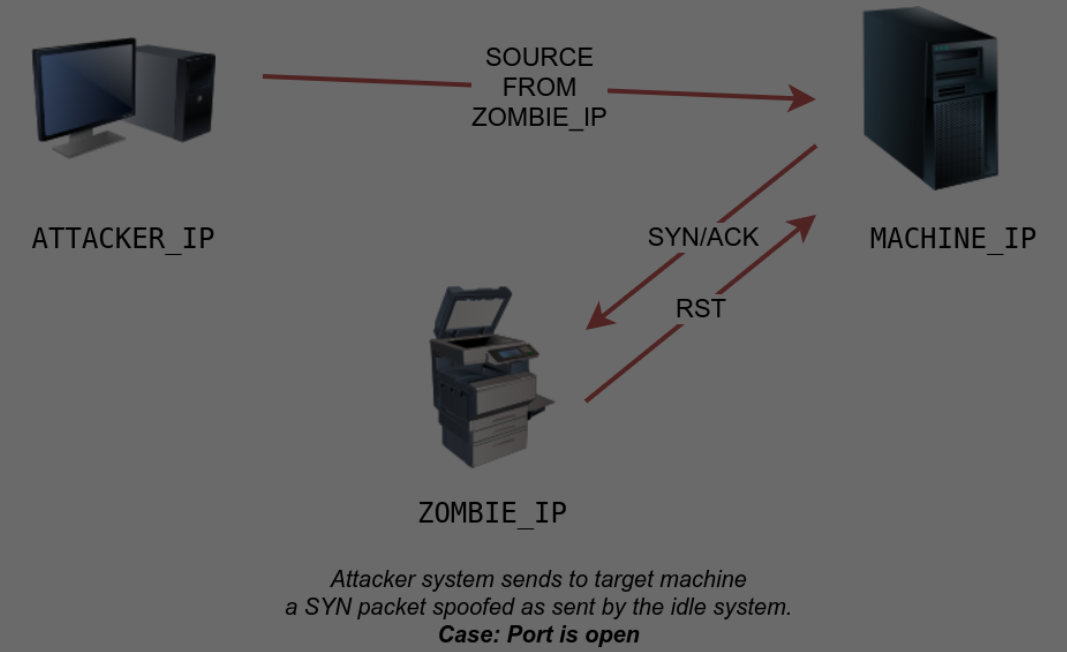 SOURCE
FROM
ZOMBIE_IP
ATTACKER_IP
SYN/ACK
MACHINE_IP
RST
ZOMBIE_IP
Attacker system sends to target machine
a SYN packet spoofed as sent by the idle system.
Case: Port is open